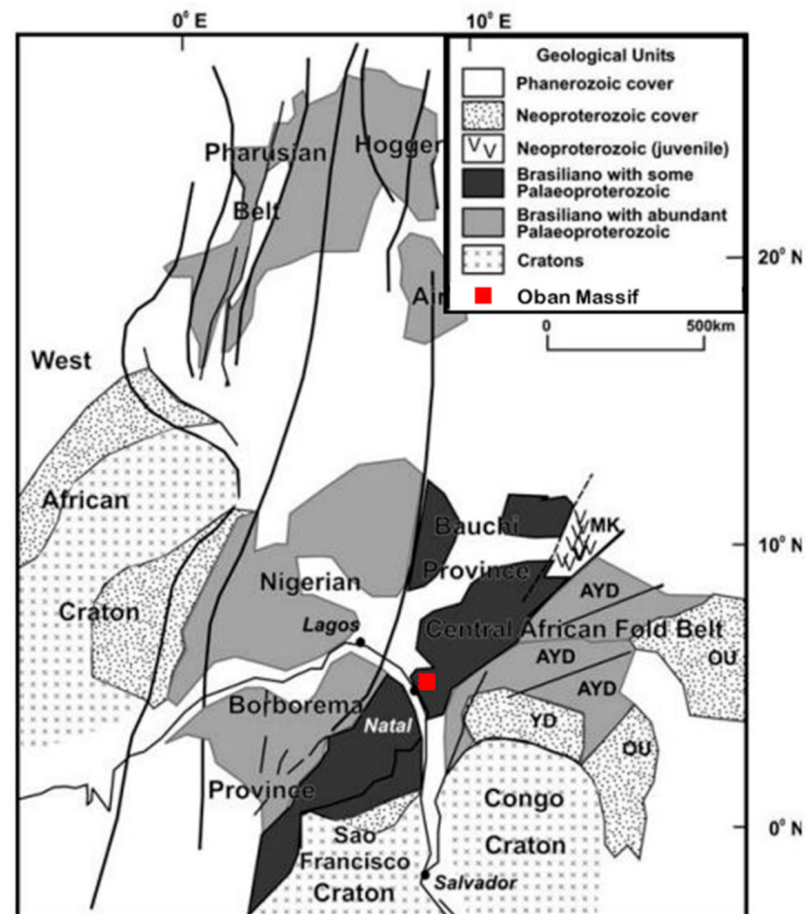 0° E
10° E
Geological Units
Phanerozoic cover
Neoproterozoic cover
Neoproterozoic (juvenile)
Brasiliano with some
Palaeoproterozoic
Brasiliano with abundant
Palaeoproterozoic
Cratons
Oban Massif
V V
Pharusian
Hogger
Belt
20° N
Air
0
500km
West
African
Bauchi
MK
10° N
Province
Nigerian
AYD
Craton
Lagos
Central African Fold Belt
AYD
OU
AYD
Borborema
Natal
YD
OU
Province
Congo
0° N
Sao
Craton
Francisco
Salvador
Craton